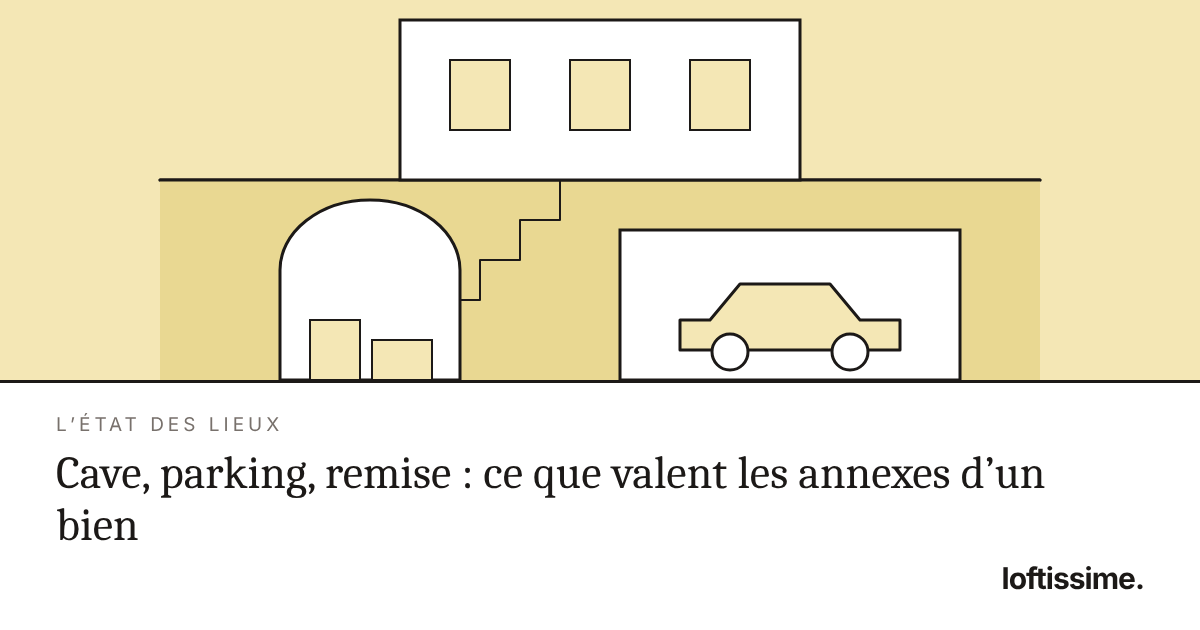 L’ÉTAT DES LIEUX
Cave, parking, remise : ce que valent les annexes d’un
bien
loftissime.